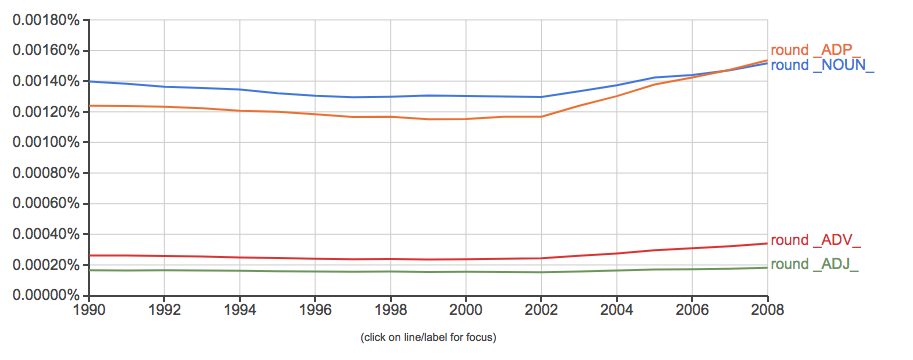 0.00180%
0.00160%
0.00140%
0.00120%
0.00100%
0.00080%
0.00060%
0.00040%
0.00020%
0.00000%
round _ADP_
round _NOUN_
round _ADV_
round _ADJ_
1990 1992 1994 1996 1998 2000 2002 2004 2006 2008
(click on line/label for focus)